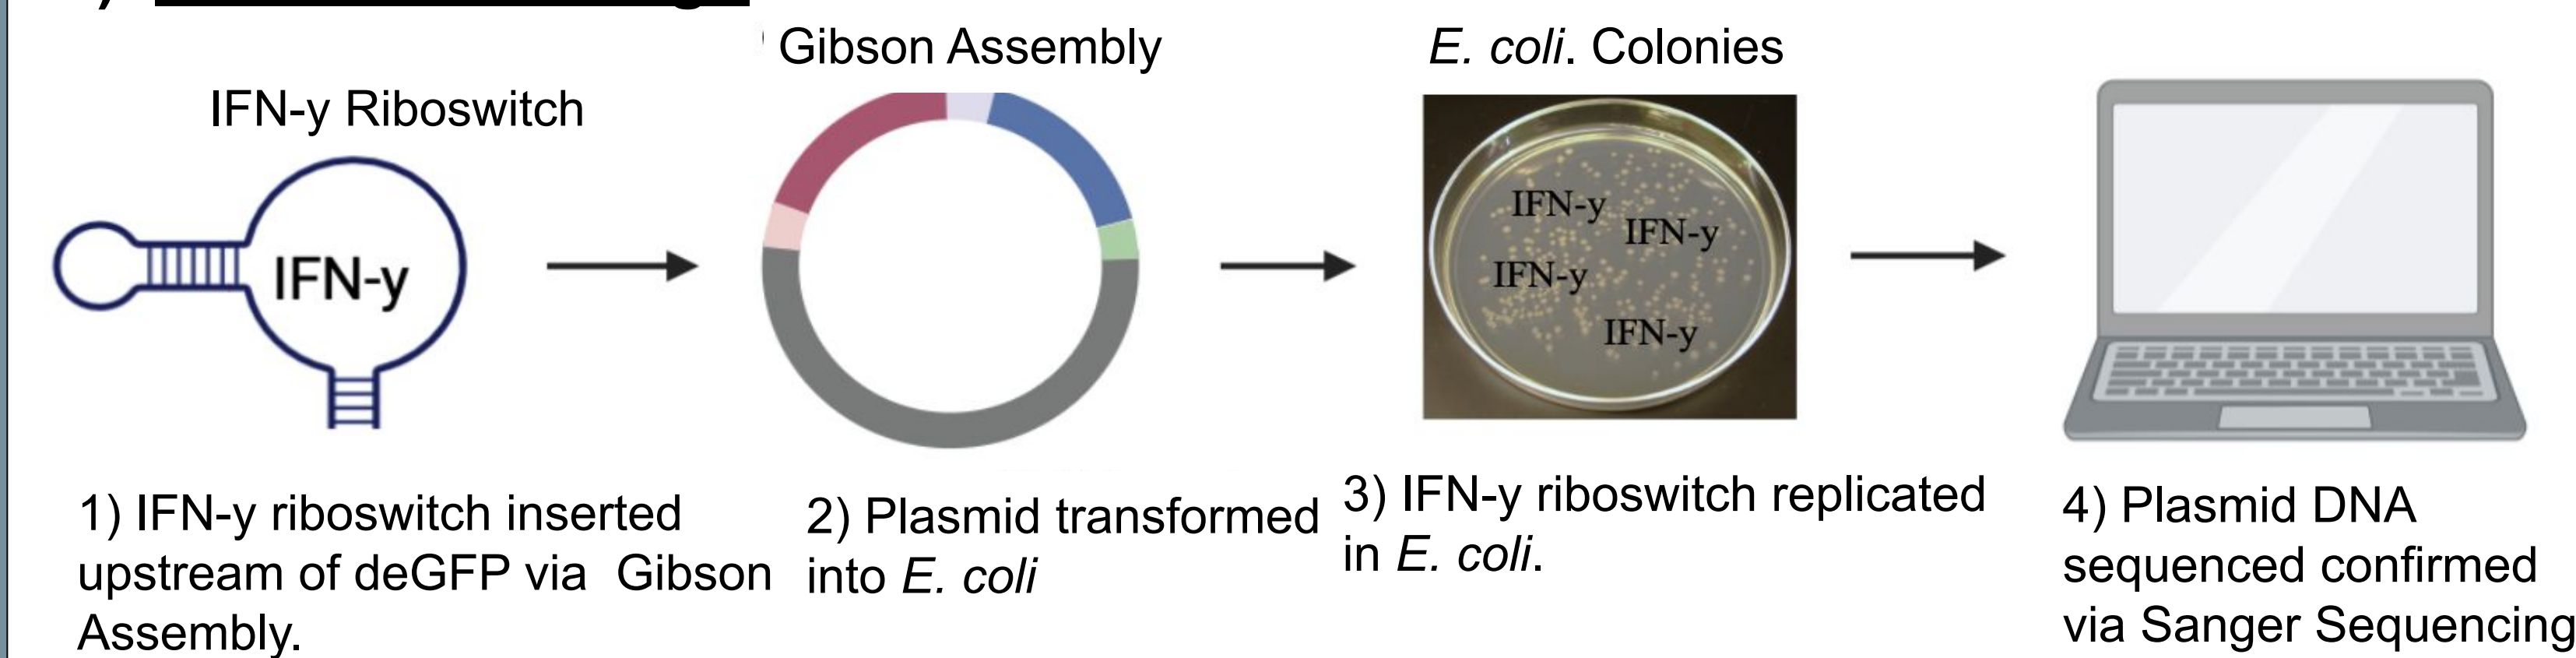 Gibson Assembly
E. coli. Colonies
IFN-y Riboswitch
IFN-y
IFN-y
IFN-y
IFN-y
IFN-y
1) IFN-y riboswitch inserted
upstream of deGFP via Gibson
Assembly.
2) Plasmid transformed
into E. coli
3) IFN-y riboswitch replicated
in E. coli.
4) Plasmid DNA
sequenced confirmed
via Sanger Sequencing